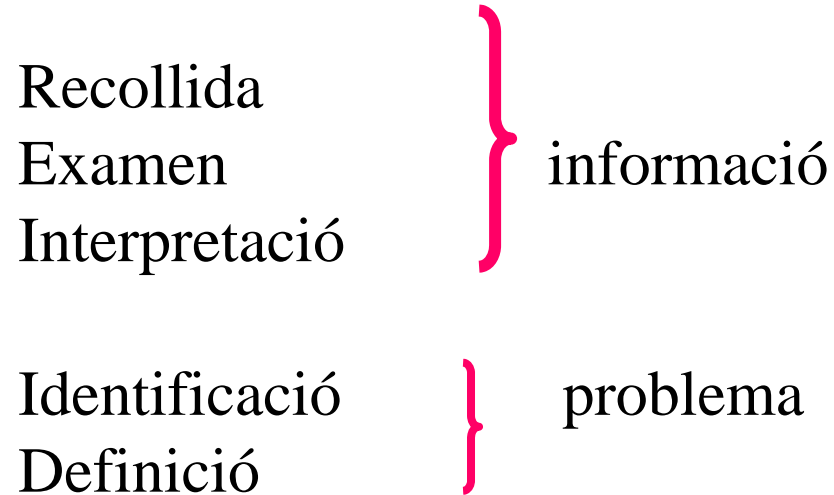 Recollida
Examen informació
Interpretació
Identificació problema
Definició